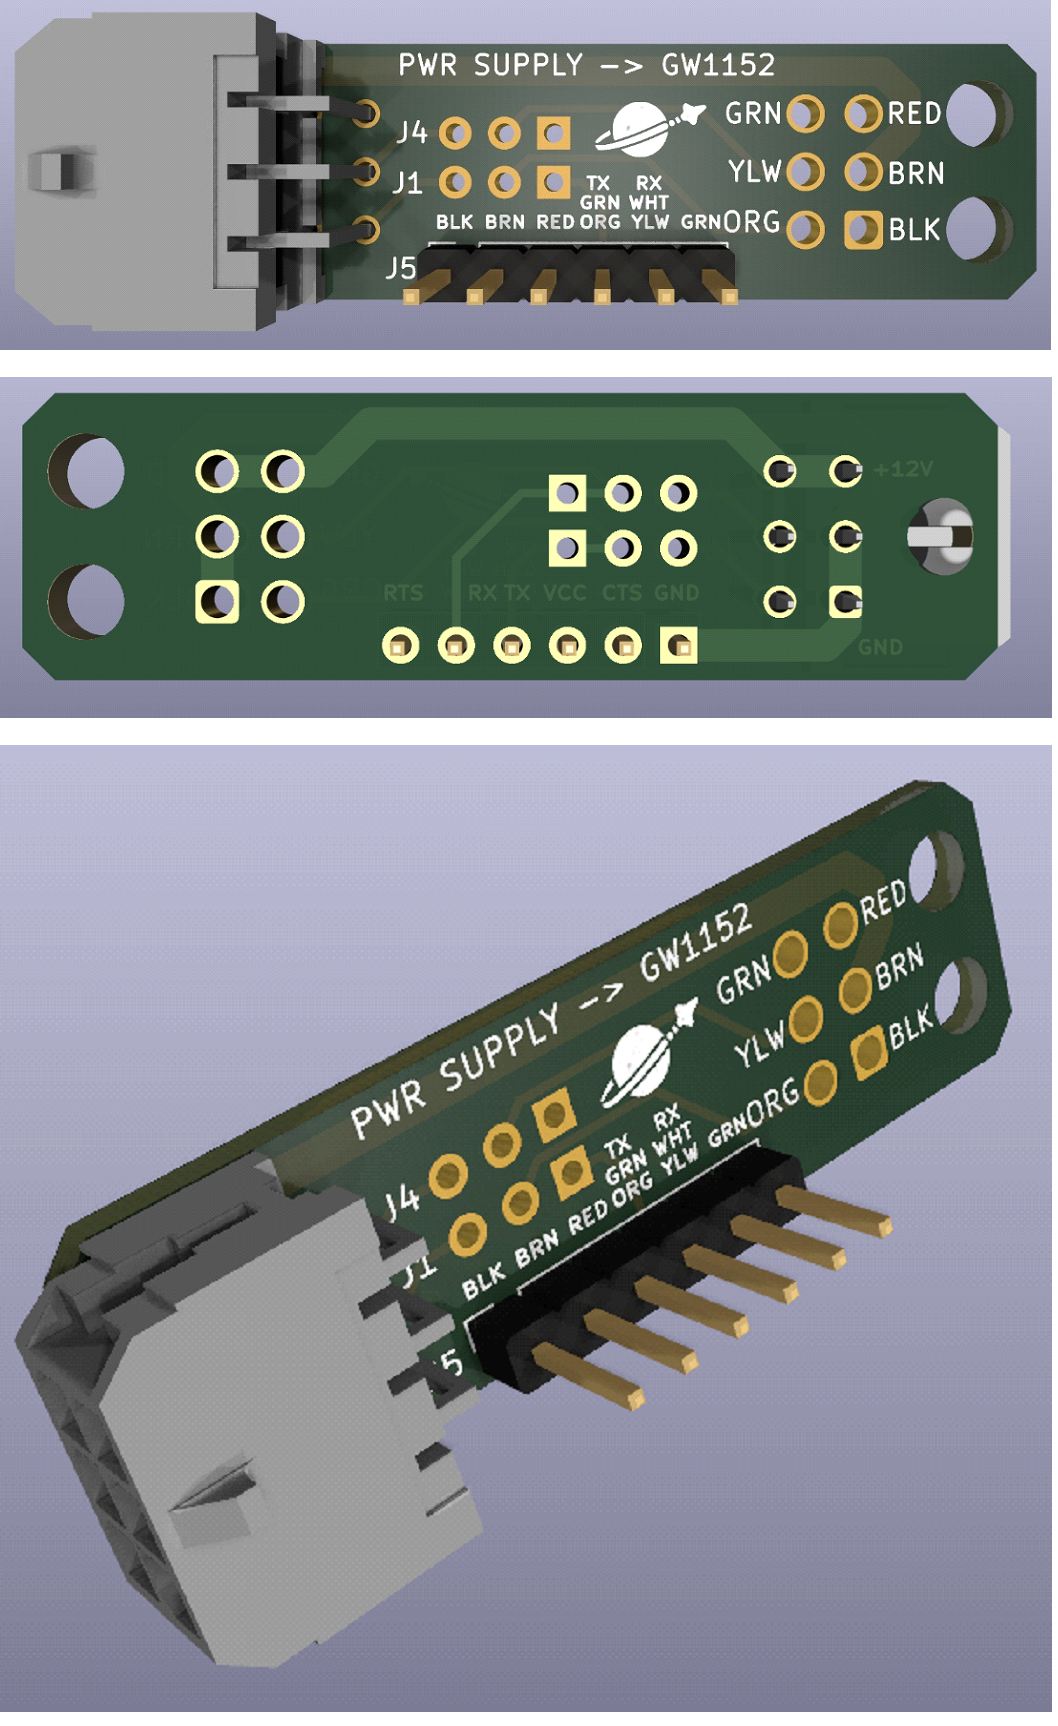 PWR SUPPLY -> GW1152
GRN RED
J4
YLW BRN
J1
TX RX
GRN WHT
BLK BRN RED ORG YLW GRN
ORG BLK
J5
+12V
RTS RX TX VCC CTS GND
GND
PWR SUPPLY -> GW1152
RED
GRN
BRN
YLW
BLK
ORG
J4
TX RX
GRN WHT
J1
BLK BRN RED ORG YLW GRN
5